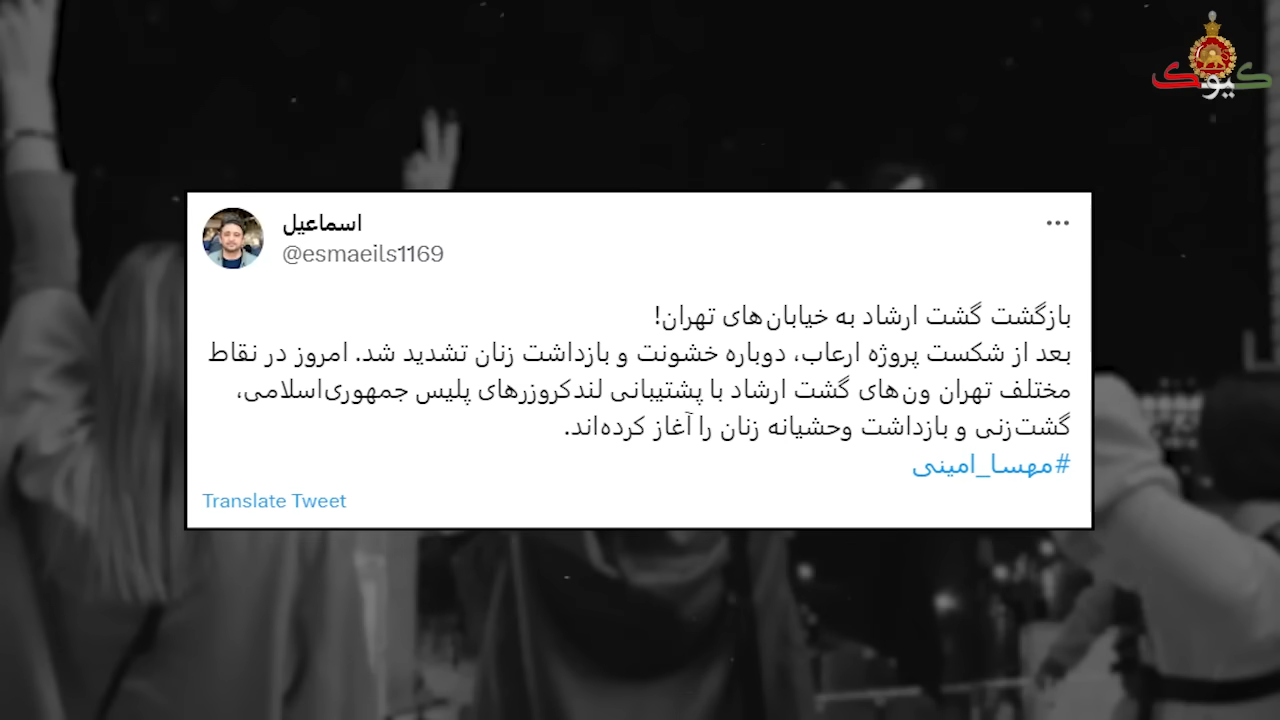 کیوک
اسماعیل
@esmaeils1169
بازگشت گشت ارشاد به خیابان‌های تهران!
بعد از شکست پروژه ارعاب، دوباره خشونت و بازداشت زنان تشدید شد. امروز در نقاط
مختلف تهران ون‌های گشت ارشاد با پشتیبانی لندکروزرهای پلیس جمهوری‌اسلامی،
گشت‌زنی و بازداشت وحشیانه زنان را آغاز کرده‌اند.
#مهسا_امینی
Translate Tweet